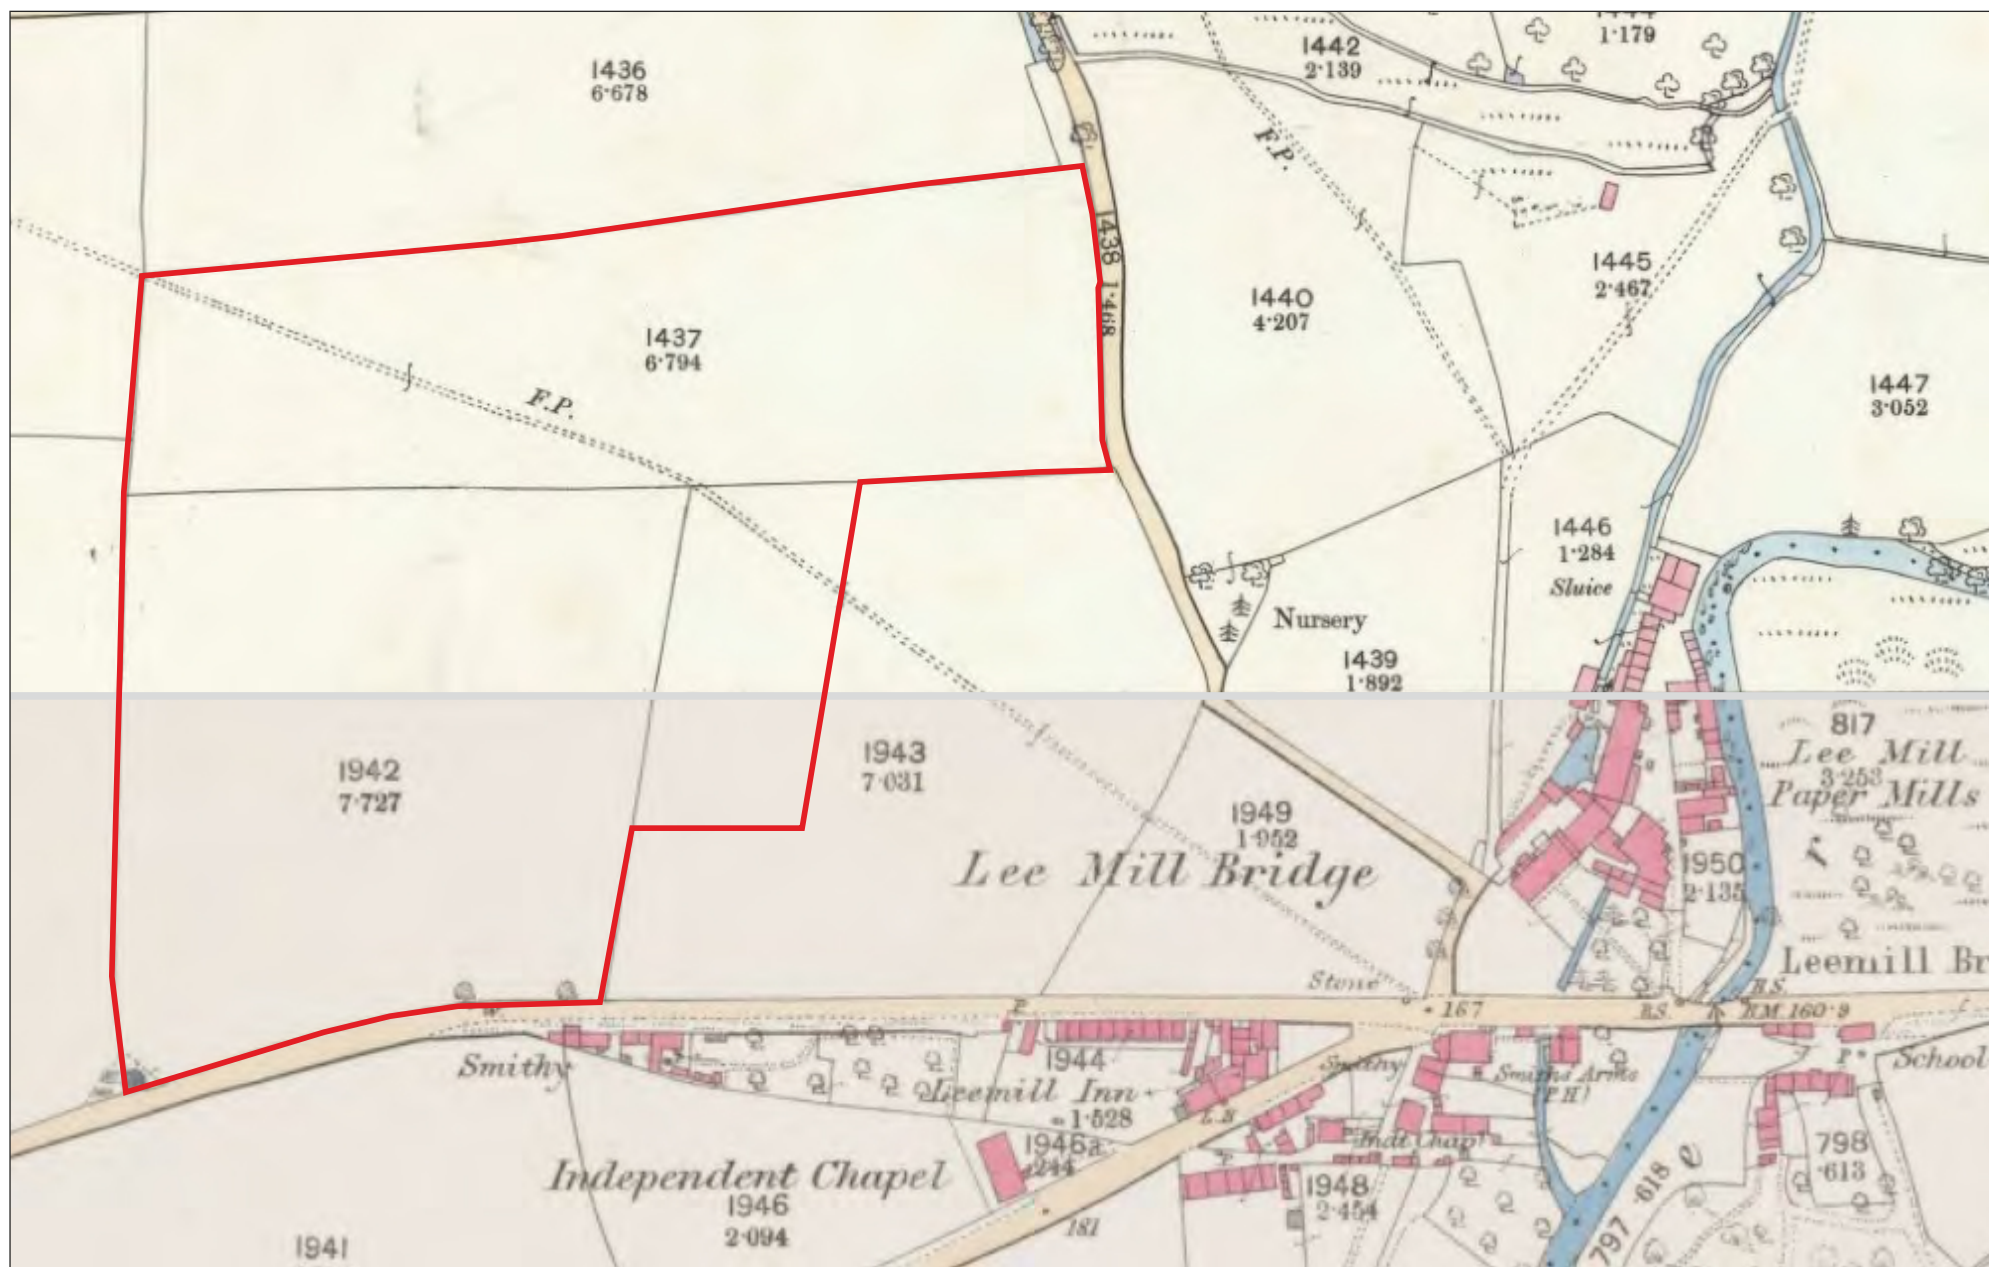 1436
6·678
1442
2·139
1·179
F.P.
1438 1·468
1445
2·467
1440
4·207
1437
6·794
F.P.
1447
3·052
1446
1·284
Sluice
Nursery
1439
1·892
817
Lee Mill
3·253
Paper Mills
1942
7·727
1943
7·031
1949
1·952
Lee Mill Bridge
1950
2·135
r
Leemill Br
Stone
167
B.S.
B.S.
B.M. 160·9
P
Smithy
1944
Leemill Inn
1·528
Smithy
Smiths Arms
(P.H)
P
School
L.B
1946a
·244
Ind.t Chap.l
798
·613
Independent Chapel
1946
2·094
1948
2·454
181
797 ·618
e
1941